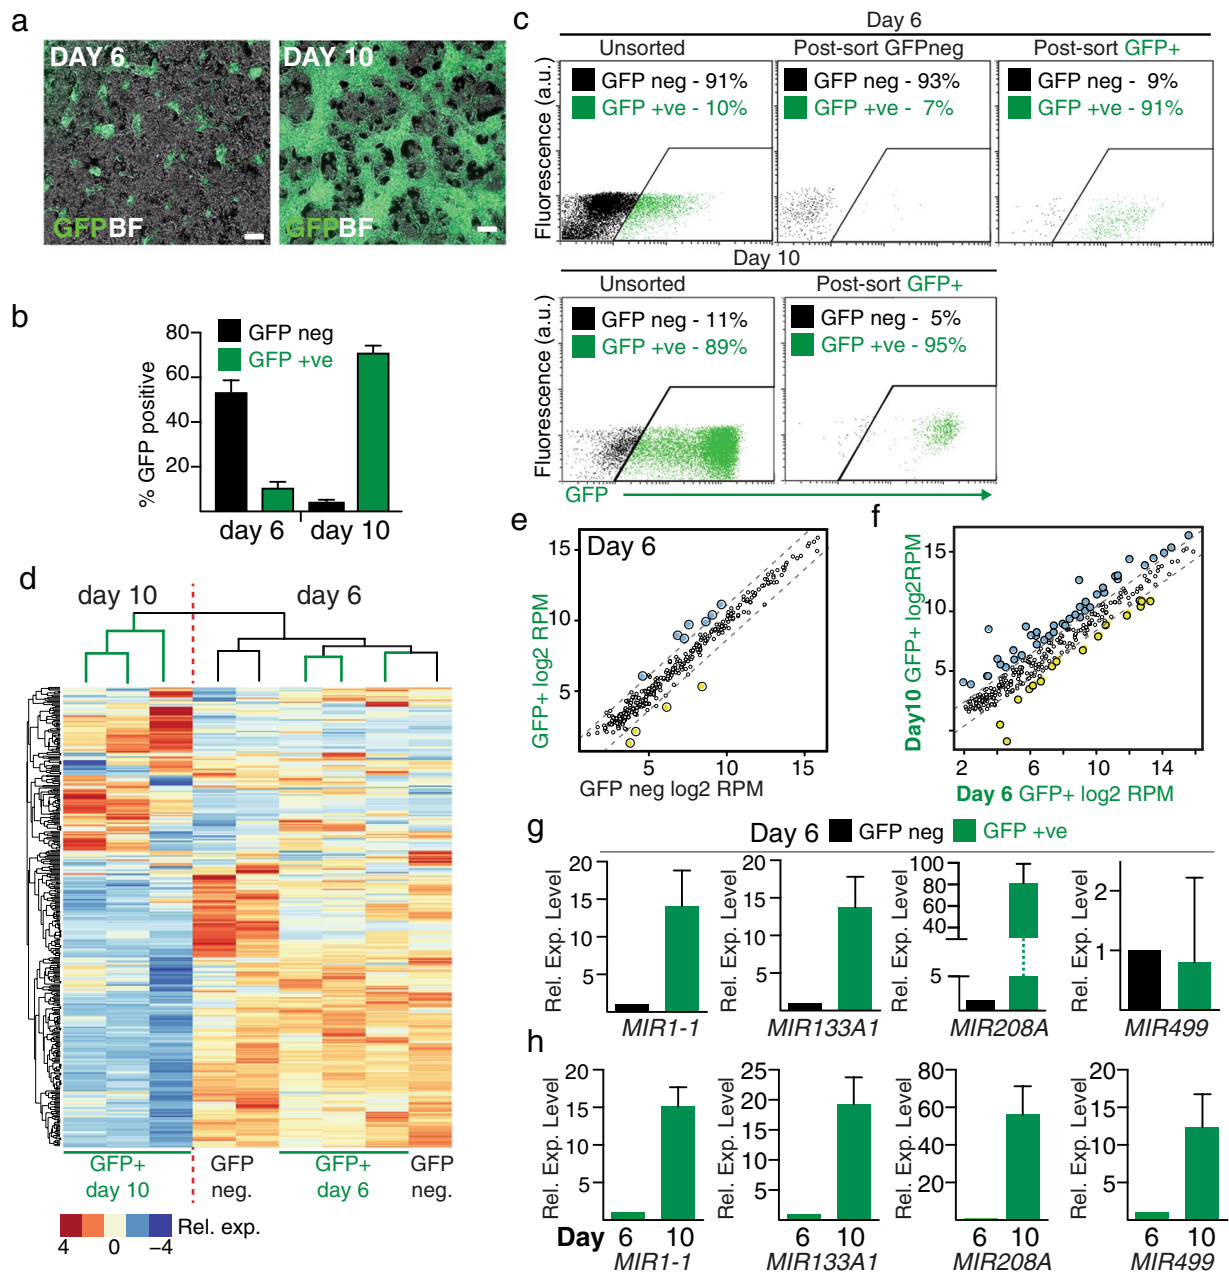 a
DAY 6
GFPBF
DAY 10
GFPBF
b
% GFP positive
80
60
40
20
GFP neg
GFP +ve
day 6
day 10
c
Day 6
Unsorted
Post-sort GFPneg
Post-sort GFP+
Fluorescence (a.u.)
GFP neg - 91%
GFP +ve - 10%
GFP neg - 93%
GFP +ve - 7%
GFP neg - 9%
GFP +ve - 91%
Day 10
Unsorted
Post-sort GFP+
Fluorescence (a.u.)
GFP neg - 11%
GFP +ve - 89%
GFP neg - 5%
GFP +ve - 95%
GFP
d
day 10
day 6
GFP+
day 10
GFP
neg.
GFP+
day 6
GFP
neg.
Rel. exp.
4
0
−4
e
Day 6
GFP+ log2 RPM
15
10
5
5
10
15
GFP neg log2 RPM
f
Day10 GFP+ log2RPM
15
10
5
2
6
10
14
Day 6 GFP+ log2 RPM
g
Day 6
GFP neg
GFP +ve
Rel. Exp. Level
20
15
10
5
MIR1-1
Rel. Exp. Level
20
15
10
5
MIR133A1
Rel. Exp. Level
100
80
60
40
5
MIR208A
Rel. Exp. Level
2
1
MIR499
h
Rel. Exp. Level
20
15
10
5
Rel. Exp. Level
25
20
15
10
5
Rel. Exp. Level
80
60
40
20
Rel. Exp. Level
20
15
10
5
Day
6
10
6
10
6
10
6
10
MIR1-1
MIR133A1
MIR208A
MIR499